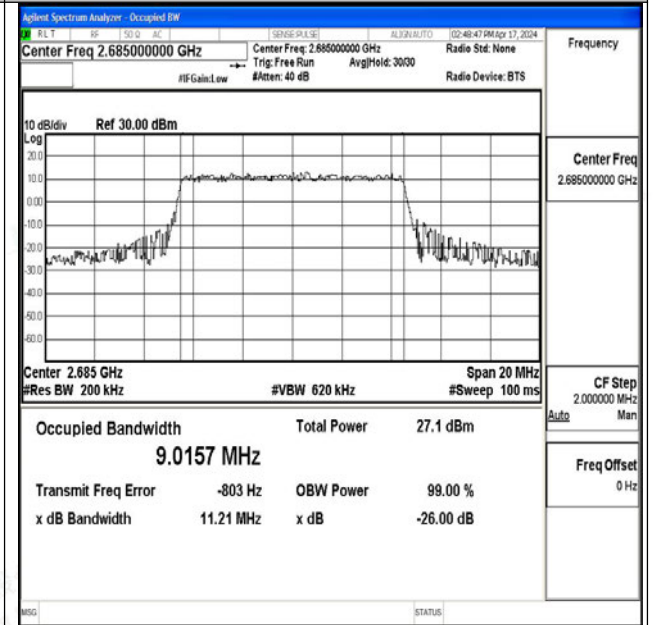 Agilent Spectrum Analyzer - Occupied BW
RL T RF 50 Ω AC SENSE:PULSE ALIGN AUTO 02:48:47 PM Apr 17, 2024
Center Freq 2.685000000 GHz
Center Freq: 2.685000000 GHz
Radio Std: None
Trig: Free Run Avg|Hold: 30/30
#IFGain:Low #Atten: 40 dB Radio Device: BTS
Frequency
10 dB/div Ref 30.00 dBm
Log
20.0
10.0
0.00
-10.0
-20.0
-30.0
-40.0
-50.0
-60.0
Center 2.685 GHz Span 20 MHz
#Res BW 200 kHz #VBW 620 kHz #Sweep 100 ms
Occupied Bandwidth Total Power 27.1 dBm
9.0157 MHz
Transmit Freq Error -803 Hz OBW Power 99.00 %
x dB Bandwidth 11.21 MHz x dB -26.00 dB
Center Freq
2.685000000 GHz
CF Step
2.000000 MHz
Auto Man
Freq Offset
0 Hz
MSG STATUS